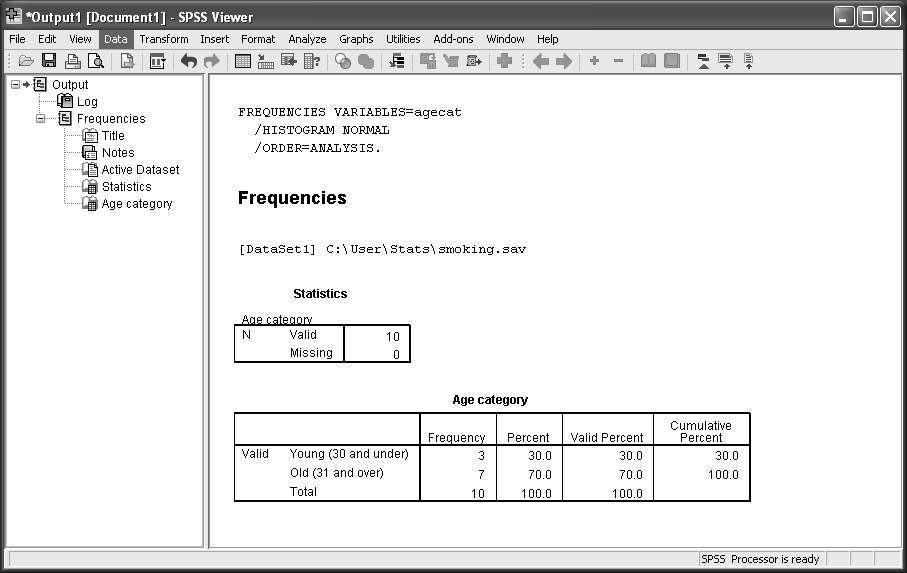 *Output1 [Document1] - SPSS Viewer
File Edit View Data Transform Insert Format Analyze Graphs Utilities Add-ons Window Help
Output
Log
Frequencies
Title
Notes
Active Dataset
Statistics
Age category
FREQUENCIES VARIABLES=agecat
/HISTOGRAM NORMAL
/ORDER=ANALYSIS.
Frequencies
[DataSet1] C:\User\Stats\smoking.sav
Statistics
Age category
N Valid 10
Missing 0
Age category
Frequency Percent Valid Percent Cumulative Percent
Valid Young (30 and under) 3 30.0 30.0 30.0
Old (31 and over) 7 70.0 70.0 100.0
Total 10 100.0 100.0
SPSS Processor is ready